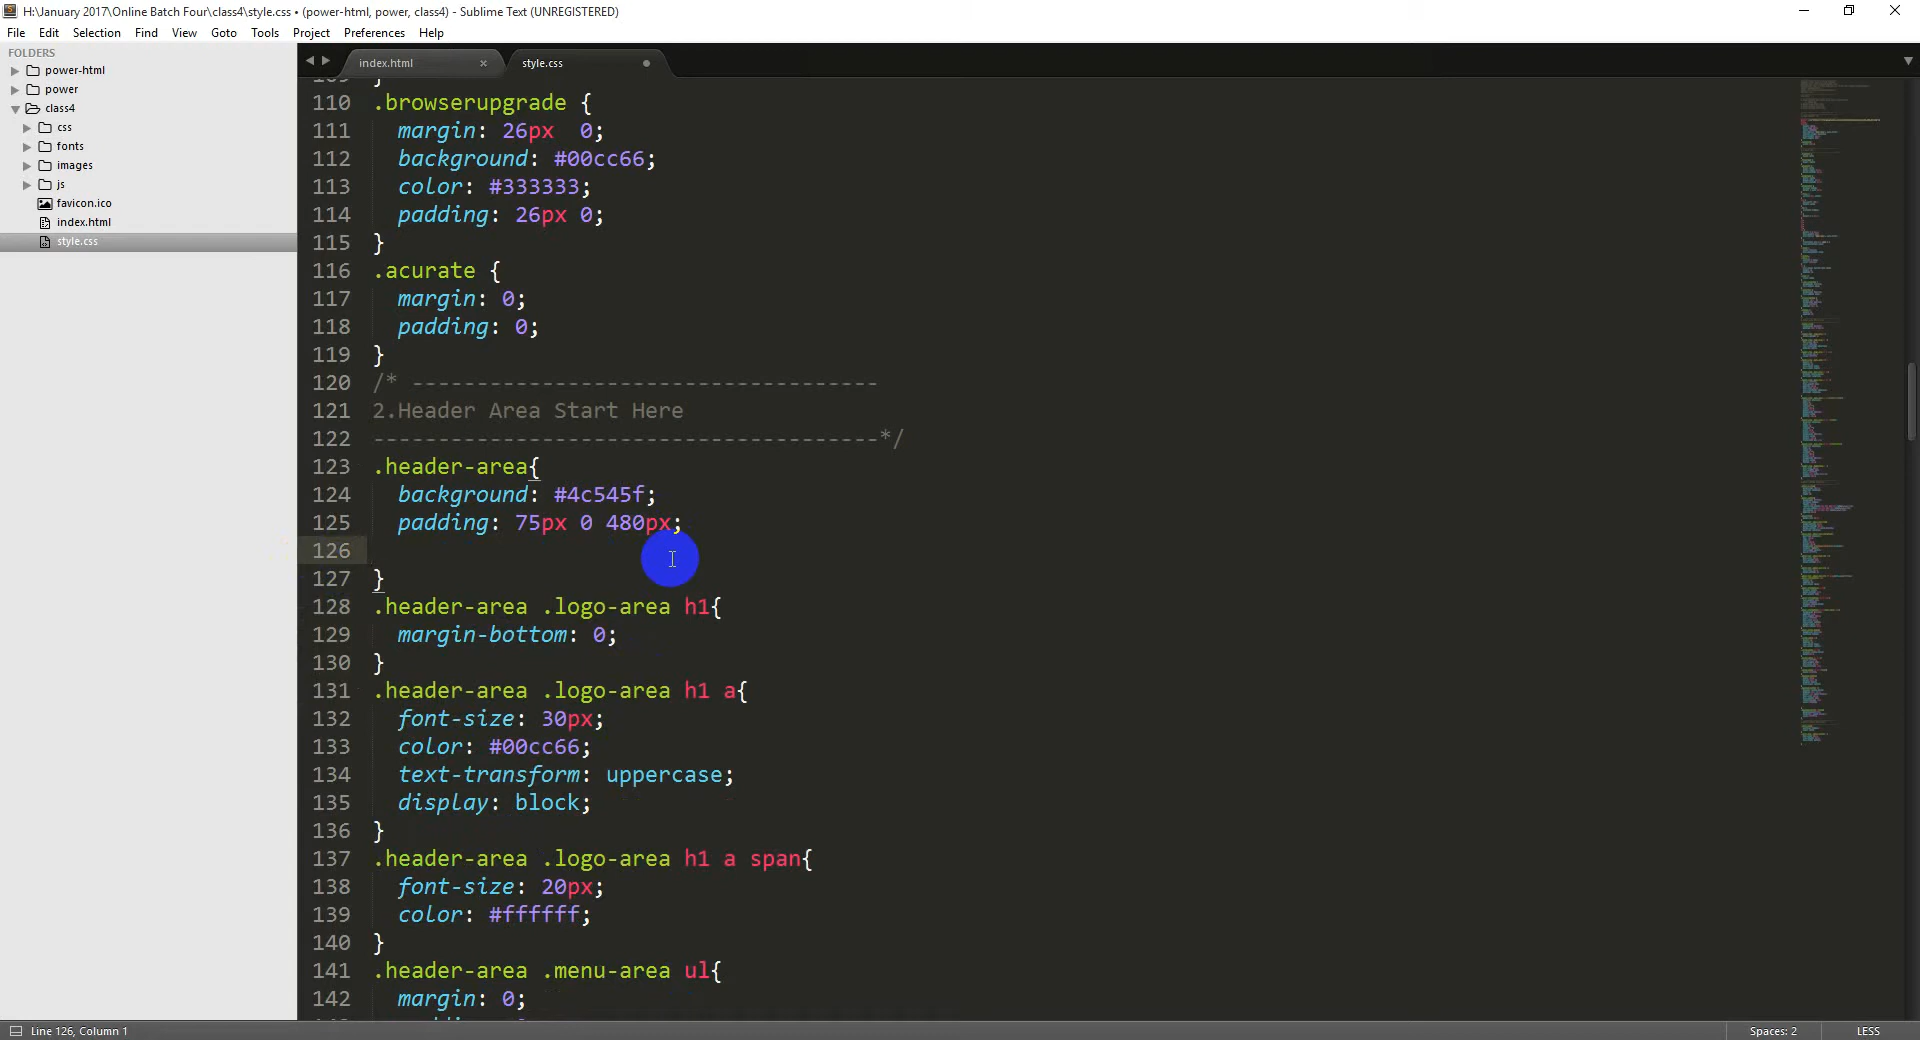 H:\January 2017\Online Batch Four\class4\style.css • (power-html, power, class4) - Sublime Text (UNREGISTERED)
File Edit Selection Find View Goto Tools Project Preferences Help
FOLDERS
power-html
power
class4
css
fonts
images
js
favicon.ico
index.html
style.css
index.html × style.css
109 }
110 .browserupgrade {
111 margin: 26px  0;
112 background: #00cc66;
113 color: #333333;
114 padding: 26px 0;
115 }
116 .acurate {
117 margin: 0;
118 padding: 0;
119 }
120 /* ------------------------------------
121 2.Header Area Start Here
122 ---------------------------------------*/
123 .header-area{
124 background: #4c545f;
125 padding: 75px 0 480px;
126
127 }
128 .header-area .logo-area h1{
129 margin-bottom: 0;
130 }
131 .header-area .logo-area h1 a{
132 font-size: 30px;
133 color: #00cc66;
134 text-transform: uppercase;
135 display: block;
136 }
137 .header-area .logo-area h1 a span{
138 font-size: 20px;
139 color: #ffffff;
140 }
141 .header-area .menu-area ul{
142 margin: 0;
Line 126, Column 1
Spaces: 2 LESS